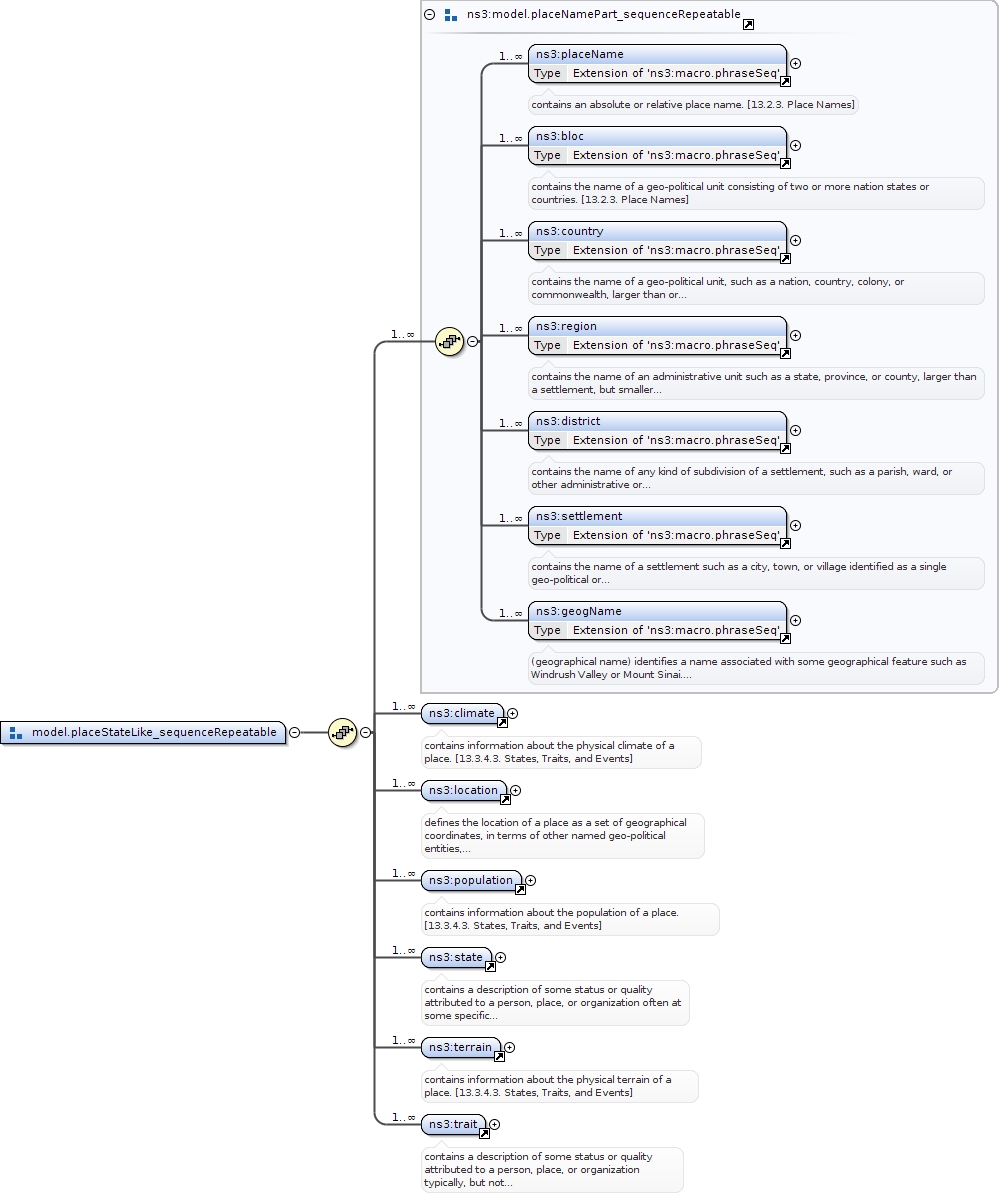 ns3:model.placeNamePart_sequenceRepeatable
1..∞
ns3:placeName
Type Extension of 'ns3:macro.phraseSeq'
contains an absolute or relative place name. [13.2.3. Place Names]
1..∞
ns3:bloc
Type Extension of 'ns3:macro.phraseSeq'
contains the name of a geo-political unit consisting of two or more nation states or
countries. [13.2.3. Place Names]
1..∞
ns3:country
Type Extension of 'ns3:macro.phraseSeq'
contains the name of a geo-political unit, such as a nation, country, colony, or
commonwealth, larger than or...
1..∞
1..∞
ns3:region
Type Extension of 'ns3:macro.phraseSeq'
contains the name of an administrative unit such as a state, province, or county, larger than
a settlement, but smaller...
1..∞
ns3:district
Type Extension of 'ns3:macro.phraseSeq'
contains the name of any kind of subdivision of a settlement, such as a parish, ward, or
other administrative or...
1..∞
ns3:settlement
Type Extension of 'ns3:macro.phraseSeq'
contains the name of a settlement such as a city, town, or village identified as a single
geo-political or...
1..∞
ns3:geogName
Type Extension of 'ns3:macro.phraseSeq'
(geographical name) identifies a name associated with some geographical feature such as
Windrush Valley or Mount Sinai....
model.placeStateLike_sequenceRepeatable
1..∞
ns3:climate
contains information about the physical climate of a
place. [13.3.4.3. States, Traits, and Events]
1..∞
ns3:location
defines the location of a place as a set of geographical
coordinates, in terms of other named geo-political
entities,...
1..∞
ns3:population
contains information about the population of a place.
[13.3.4.3. States, Traits, and Events]
1..∞
ns3:state
contains a description of some status or quality
attributed to a person, place, or organization often at
some specific...
1..∞
ns3:terrain
contains information about the physical terrain of a
place. [13.3.4.3. States, Traits, and Events]
1..∞
ns3:trait
contains a description of some status or quality
attributed to a person, place, or organization
typically, but not...